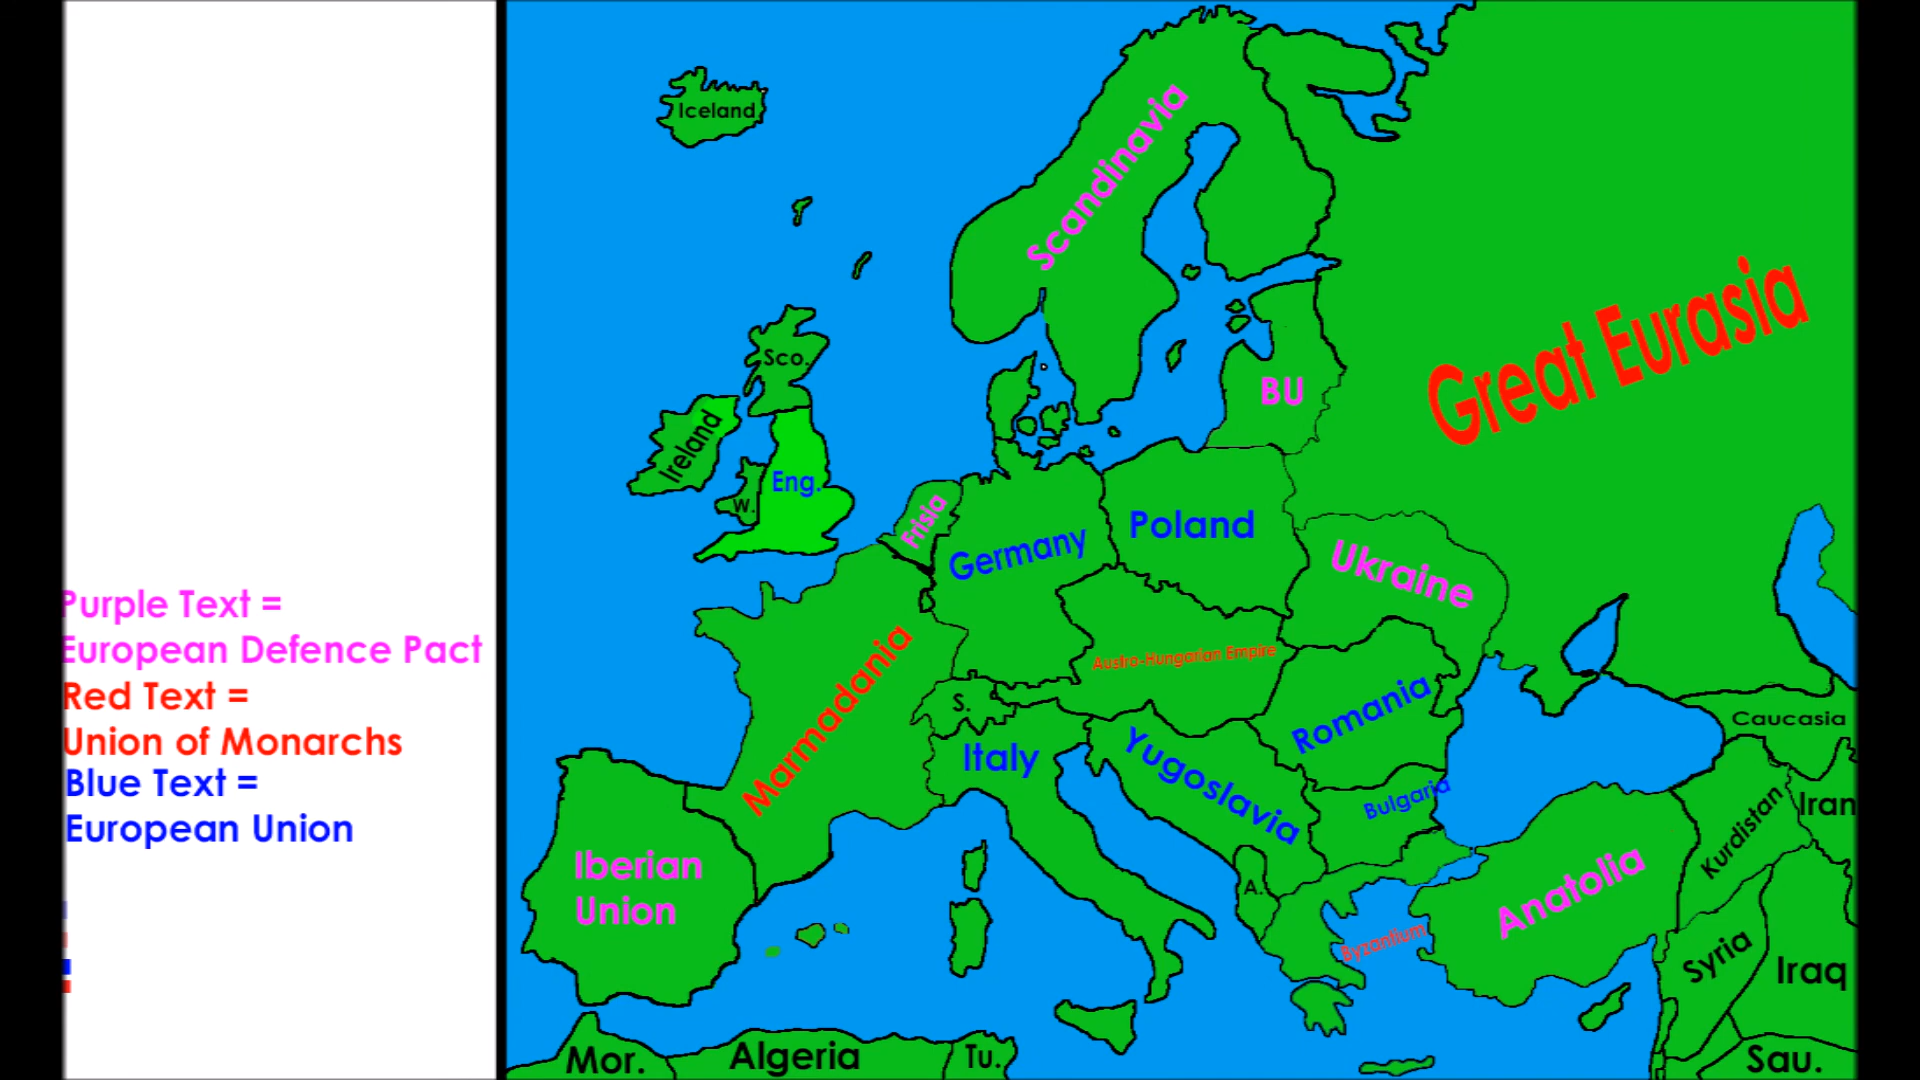 Purple Text =
European Defence Pact
Red Text =
Union of Monarchs
Blue Text =
European Union
Iceland
Scandinavia
Great Eurasia
Sco.
Ireland
BU
Eng.
W.
Frisia
Germany
Poland
Ukraine
Austro-Hungarian Empire
Marmadania
S.
Italy
Yugoslavia
Romania
Bulgaria
Caucasia
Iran
Kurdistan
Iberian
Union
A.
Byzantium
Anatolia
Syria
Iraq
Mor.
Algeria
Tu.
Sau.